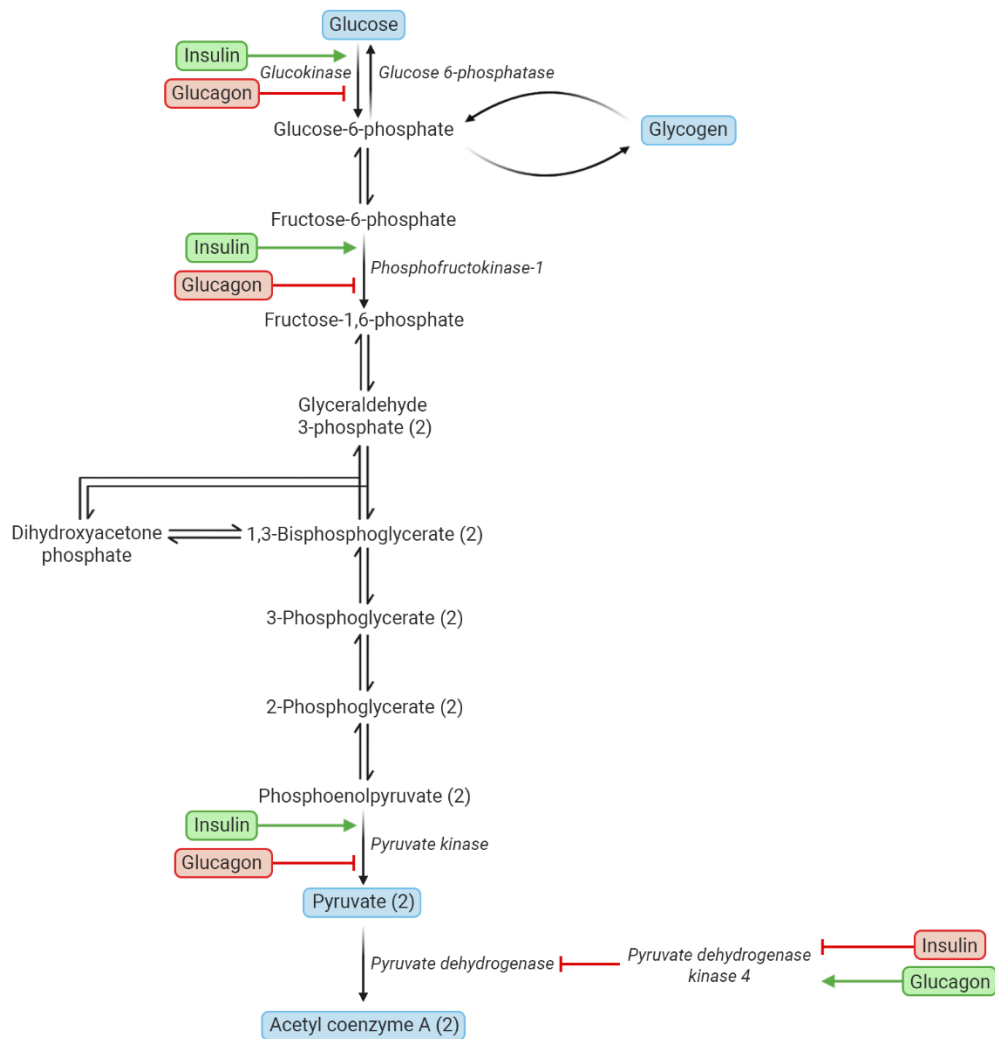 Glucose
Insulin
Glucokinase
Glucose 6-phosphatase
Glucagon
Glucose-6-phosphate
Glycogen
Fructose-6-phosphate
Insulin
Phosphofructokinase-1
Glucagon
Fructose-1,6-phosphate
Glyceraldehyde
3-phosphate (2)
Dihydroxyacetone
phosphate
1,3-Bisphosphoglycerate (2)
3-Phosphoglycerate (2)
2-Phosphoglycerate (2)
Phosphoenolpyruvate (2)
Insulin
Pyruvate kinase
Glucagon
Pyruvate (2)
Pyruvate dehydrogenase
Pyruvate dehydrogenase
kinase 4
Insulin
Glucagon
Acetyl coenzyme A (2)